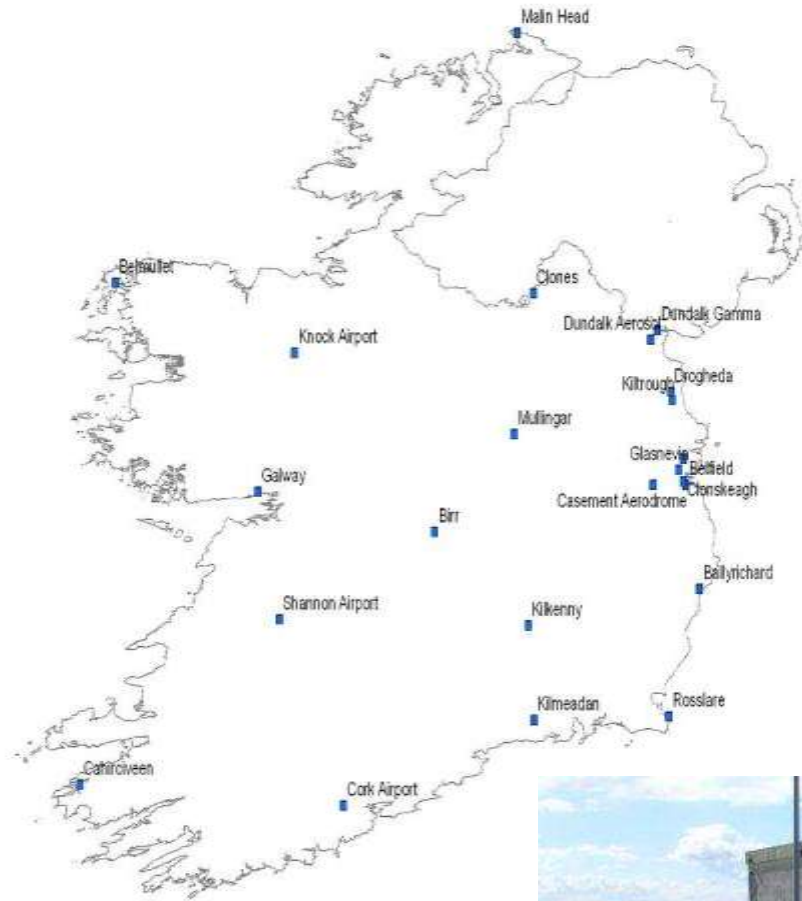 Malin Head
Belmullet
Clones
Dundalk Gamma
Dundalk Aerosol
Knock Airport
Drogheda
Kiltrough
Mullingar
Glasnevin
Belfield
Galway
Clonskeagh
Casement Aerodrome
Birr
Ballyrichard
Shannon Airport
Kilkenny
Rosslare
Kilmeadan
Cahirciveen
Cork Airport